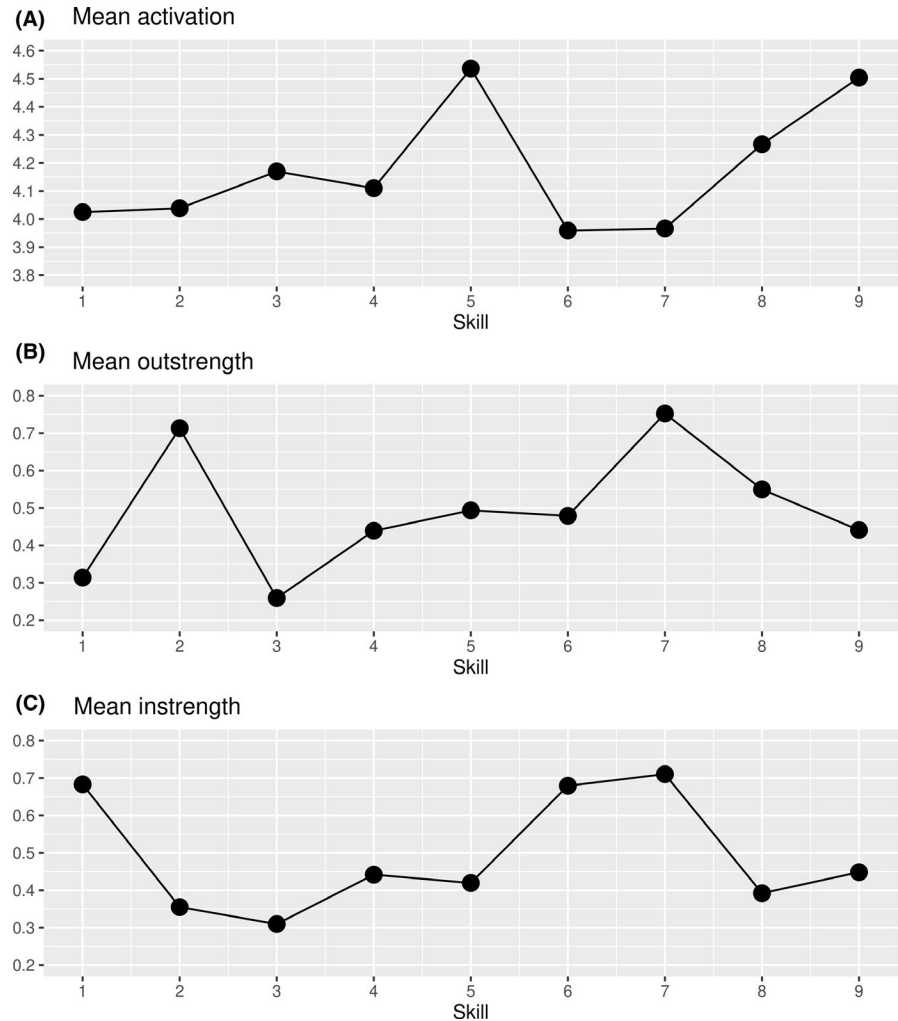 (A) Mean activation
4.6
4.5
4.4
4.3
4.2
4.1
4.0
3.9
3.8
1 2 3 4 5 6 7 8 9
Skill
(B) Mean outstrength
0.8
0.7
0.6
0.5
0.4
0.3
0.2
1 2 3 4 5 6 7 8 9
Skill
(C) Mean instrength
0.8
0.7
0.6
0.5
0.4
0.3
0.2
1 2 3 4 5 6 7 8 9
Skill